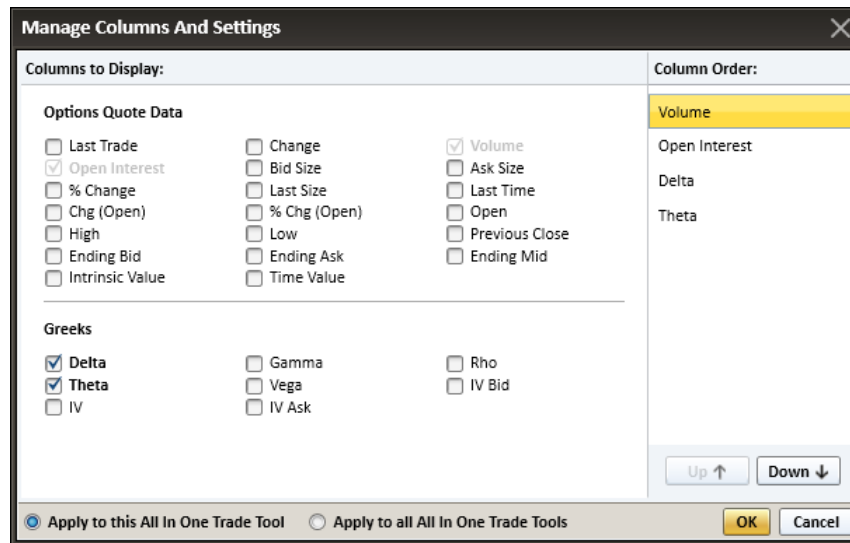 Manage Columns And Settings
Columns to Display:
Column Order:
Options Quote Data
Last Trade
Change
Volume
Open Interest
Bid Size
Ask Size
% Change
Last Size
Last Time
Chg (Open)
% Chg (Open)
Open
High
Low
Previous Close
Ending Bid
Ending Ask
Ending Mid
Intrinsic Value
Time Value
Greeks
Delta
Gamma
Rho
Theta
Vega
IV Bid
IV
IV Ask
Volume
Open Interest
Delta
Theta
Up ↑
Down ↓
Apply to this All In One Trade Tool
Apply to all All In One Trade Tools
OK
Cancel